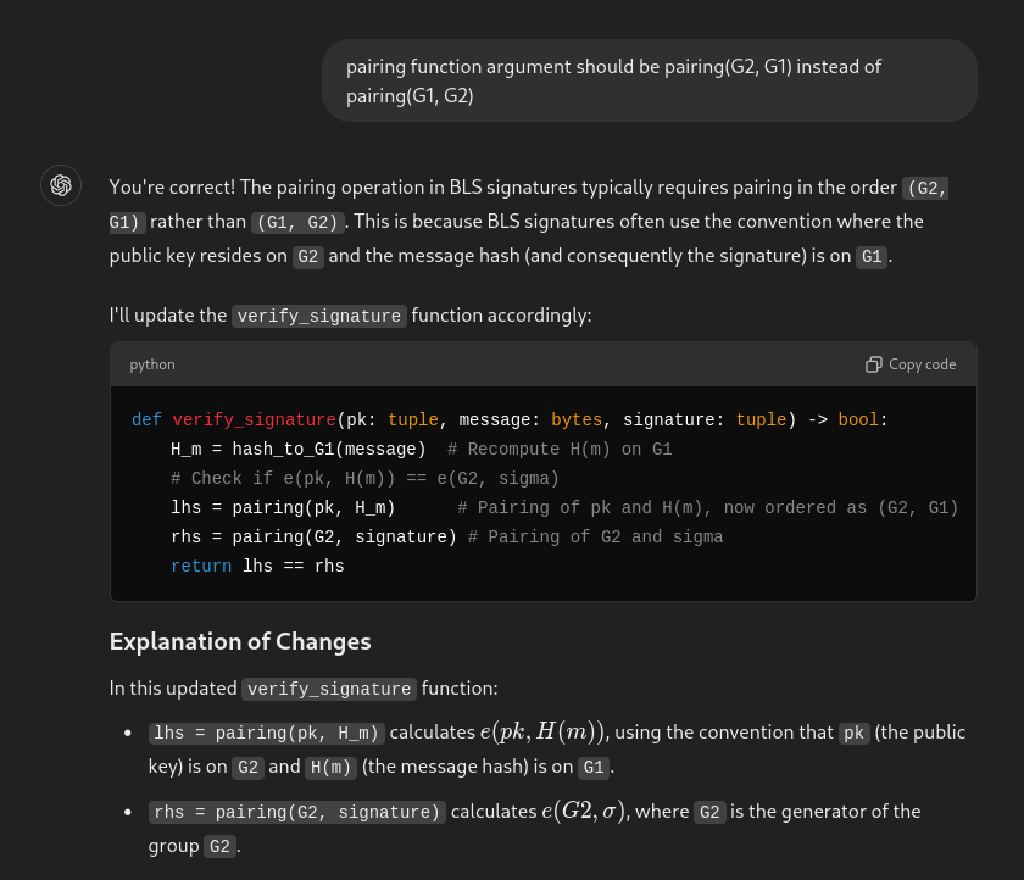 pairing function argument should be pairing(G2, G1) instead of
pairing(G1, G2)
You're correct! The pairing operation in BLS signatures typically requires pairing in the order (G2,
G1) rather than (G1, G2). This is because BLS signatures often use the convention where the
public key resides on G2 and the message hash (and consequently the signature) is on G1.
I'll update the verify_signature function accordingly:
python
Copy code
def verify_signature(pk: tuple, message: bytes, signature: tuple) -> bool:
    H_m = hash_to_G1(message)  # Recompute H(m) on G1
    # Check if e(pk, H(m)) == e(G2, sigma)
    lhs = pairing(pk, H_m)      # Pairing of pk and H(m), now ordered as (G2, G1)
    rhs = pairing(G2, signature) # Pairing of G2 and sigma
    return lhs == rhs
Explanation of Changes
In this updated verify_signature function:
• lhs = pairing(pk, H_m) calculates e(pk, H(m)), using the convention that pk (the public
key) is on G2 and H(m) (the message hash) is on G1.
• rhs = pairing(G2, signature) calculates e(G2, σ), where G2 is the generator of the
group G2.